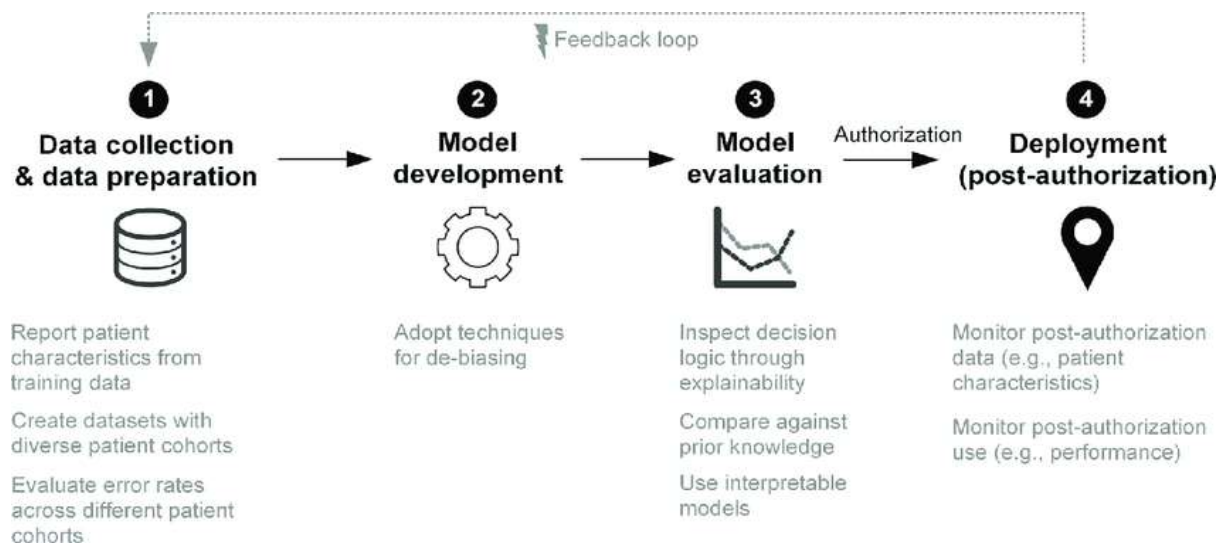 Feedback loop
1
Data collection
& data preparation
Report patient
characteristics from
training data
Create datasets with
diverse patient cohorts
Evaluate error rates
across different patient
cohorts
2
Model
development
Adopt techniques
for de-biasing
3
Model
evaluation
Inspect decision
logic through
explainability
Compare against
prior knowledge
Use interpretable
models
Authorization
4
Deployment
(post-authorization)
Monitor post-authorization
data (e.g., patient
characteristics)
Monitor post-authorization
use (e.g., performance)